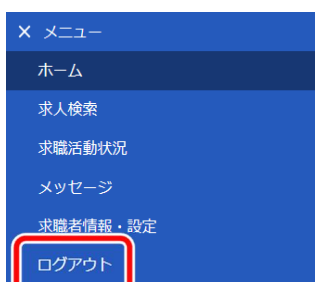 × メニュー
ホーム
求人検索
求職活動状況
メッセージ
求職者情報・設定
ログアウト